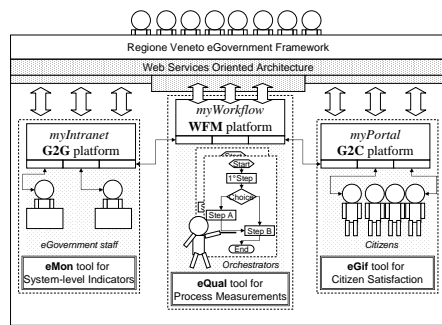 Regione Veneto eGovernment Framework
Web Services Oriented Architecture
myIntranet
G2G platform
eGovernment staff
eMon tool for
System-level Indicators
myWorkflow
WFM platform
Start
1°Step
Choice
Step A
Step B
End
Orchestrators
eQual tool for
Process Measurements
myPortal
G2C platform
Citizens
eGif tool for
Citizen Satisfaction